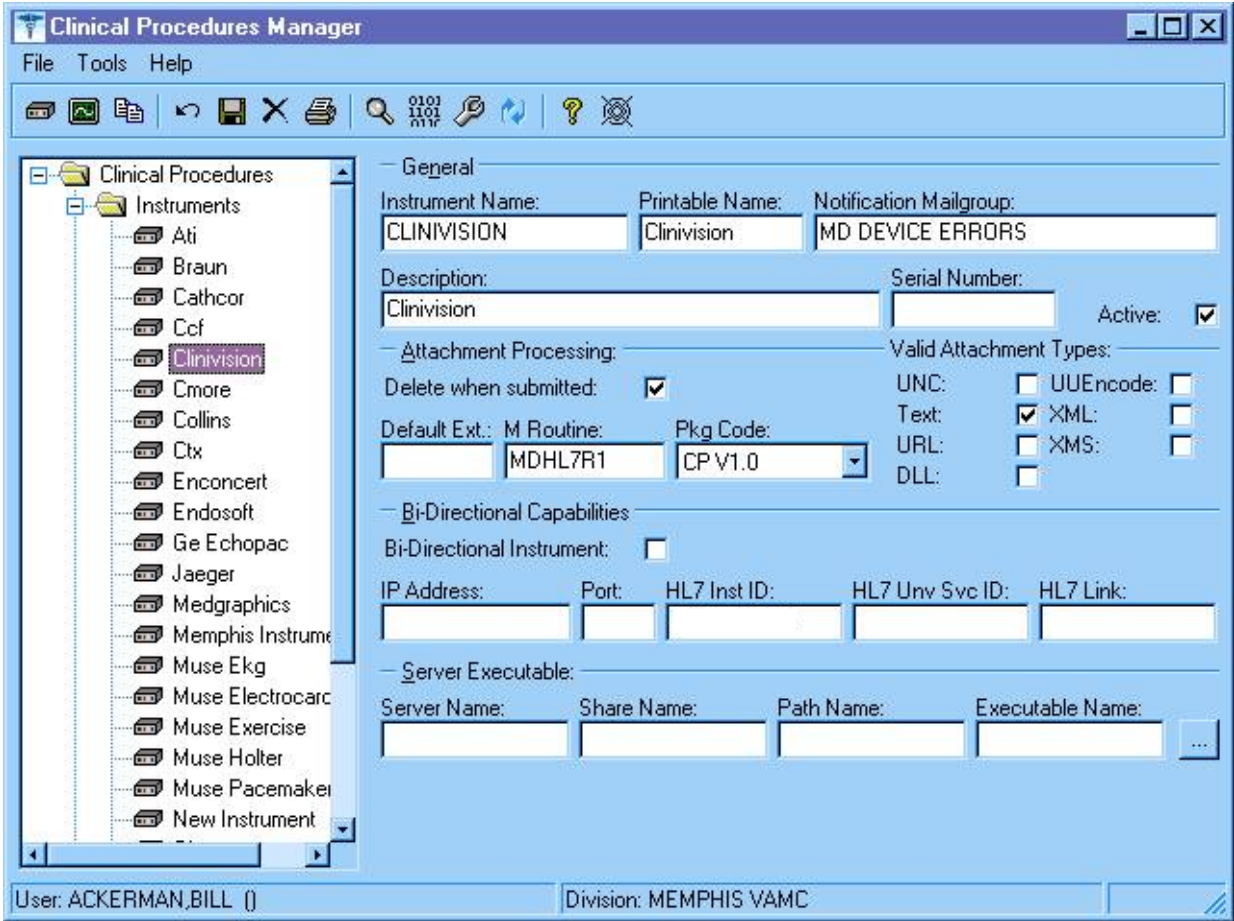 Clinical Procedures Manager
File Tools Help
Clinical Procedures
Instruments
Ati
Braun
Cathcor
Ccf
Clinivision
Cmore
Collins
Ctx
Enconcert
Endosoft
Ge Echopac
Jaeger
Medgraphics
Memphis Instrume
Muse Ekg
Muse Electrocard
Muse Exercise
Muse Holter
Muse Pacemaker
New Instrument
General
Instrument Name: Printable Name: Notification Mailgroup:
CLINIVISION Clinivision MD DEVICE ERRORS
Description: Serial Number:
Clinivision
Active:
Attachment Processing: Valid Attachment Types:
Delete when submitted: UNC: UUEncode:
Text: XML:
Default Ext.: M Routine: Pkg Code:
MDHL7R1 CP V1.0
URL: XMS:
DLL:
Bi-Directional Capabilities
Bi-Directional Instrument:
IP Address: Port: HL7 Inst ID: HL7 Unv Svc ID: HL7 Link:
Server Executable:
Server Name: Share Name: Path Name: Executable Name:
...
User: ACKERMAN,BILL () Division: MEMPHIS VAMC